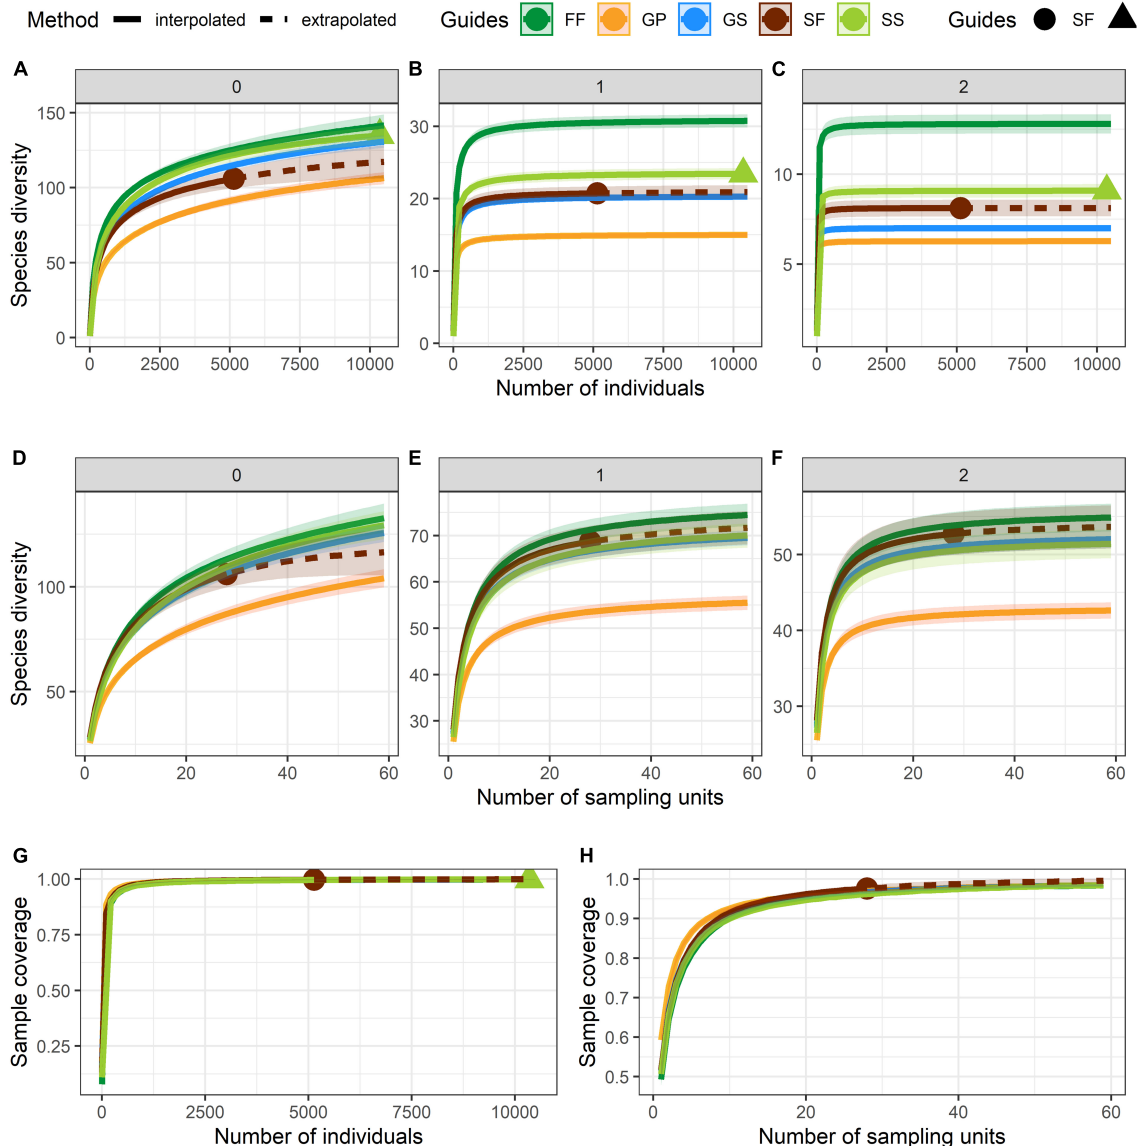 Method interpolated extrapolated Guides FF GP GS SF SS Guides SF
A B C
0 1 2
Species diversity
150
100
50
0
30
20
10
0
10
5
0 2500 5000 7500 10000 0 2500 5000 7500 10000 0 2500 5000 7500 10000
Number of individuals
D E F
0 1 2
Species diversity
100
50
70
60
50
40
30
50
40
30
0 20 40 60 0 20 40 60 0 20 40 60
Number of sampling units
G H
Sample coverage
1.00
0.75
0.50
0.25
0 2500 5000 7500 10000
Number of individuals
Sample coverage
1.0
0.9
0.8
0.7
0.6
0.5
0 20 40 60
Number of sampling units